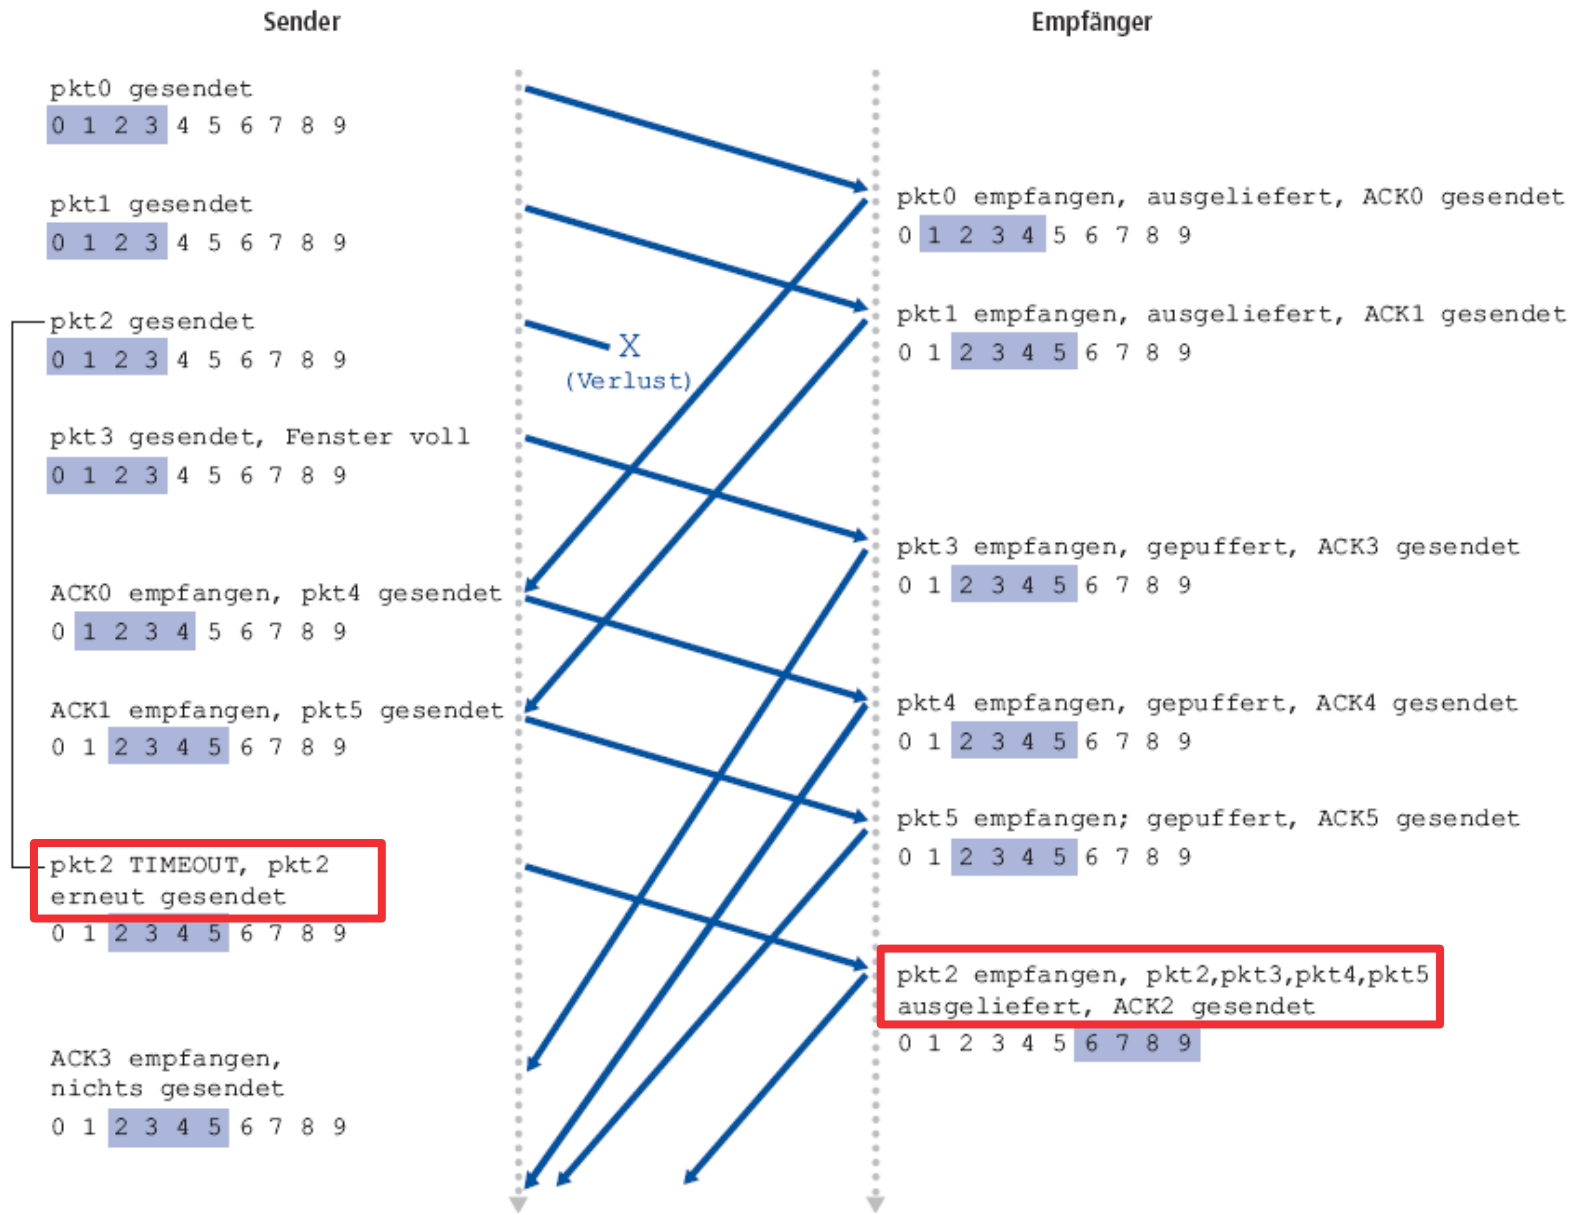 Sender
Empfänger
pkt0 gesendet
0 1 2 3 4 5 6 7 8 9
pkt0 empfangen, ausgeliefert, ACK0 gesendet
0 1 2 3 4 5 6 7 8 9
pkt1 gesendet
0 1 2 3 4 5 6 7 8 9
pkt1 empfangen, ausgeliefert, ACK1 gesendet
0 1 2 3 4 5 6 7 8 9
pkt2 gesendet
0 1 2 3 4 5 6 7 8 9
X
(Verlust)
pkt3 gesendet, Fenster voll
0 1 2 3 4 5 6 7 8 9
pkt3 empfangen, gepuffert, ACK3 gesendet
0 1 2 3 4 5 6 7 8 9
ACK0 empfangen, pkt4 gesendet
0 1 2 3 4 5 6 7 8 9
pkt4 empfangen, gepuffert, ACK4 gesendet
0 1 2 3 4 5 6 7 8 9
ACK1 empfangen, pkt5 gesendet
0 1 2 3 4 5 6 7 8 9
pkt5 empfangen; gepuffert, ACK5 gesendet
0 1 2 3 4 5 6 7 8 9
pkt2 TIMEOUT, pkt2
erneut gesendet
0 1 2 3 4 5 6 7 8 9
pkt2 empfangen, pkt2,pkt3,pkt4,pkt5
ausgeliefert, ACK2 gesendet
0 1 2 3 4 5 6 7 8 9
ACK3 empfangen,
nichts gesendet
0 1 2 3 4 5 6 7 8 9